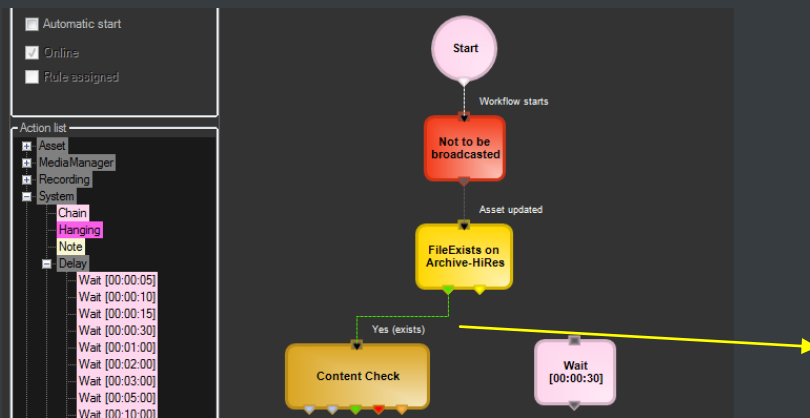 Automatic start
Online
Rule assigned
Action list
Asset
MediaManager
Recording
System
Chain
Hanging
Note
Delay
Wait [00:00:05]
Wait [00:00:10]
Wait [00:00:15]
Wait [00:00:30]
Wait [00:01:00]
Wait [00:02:00]
Wait [00:03:00]
Wait [00:05:00]
Wait [00:10:00]
Start
Workflow starts
Not to be
broadcasted
Asset updated
FileExists on
Archive-HiRes
Yes (exists)
Content Check
Wait
[00:00:30]